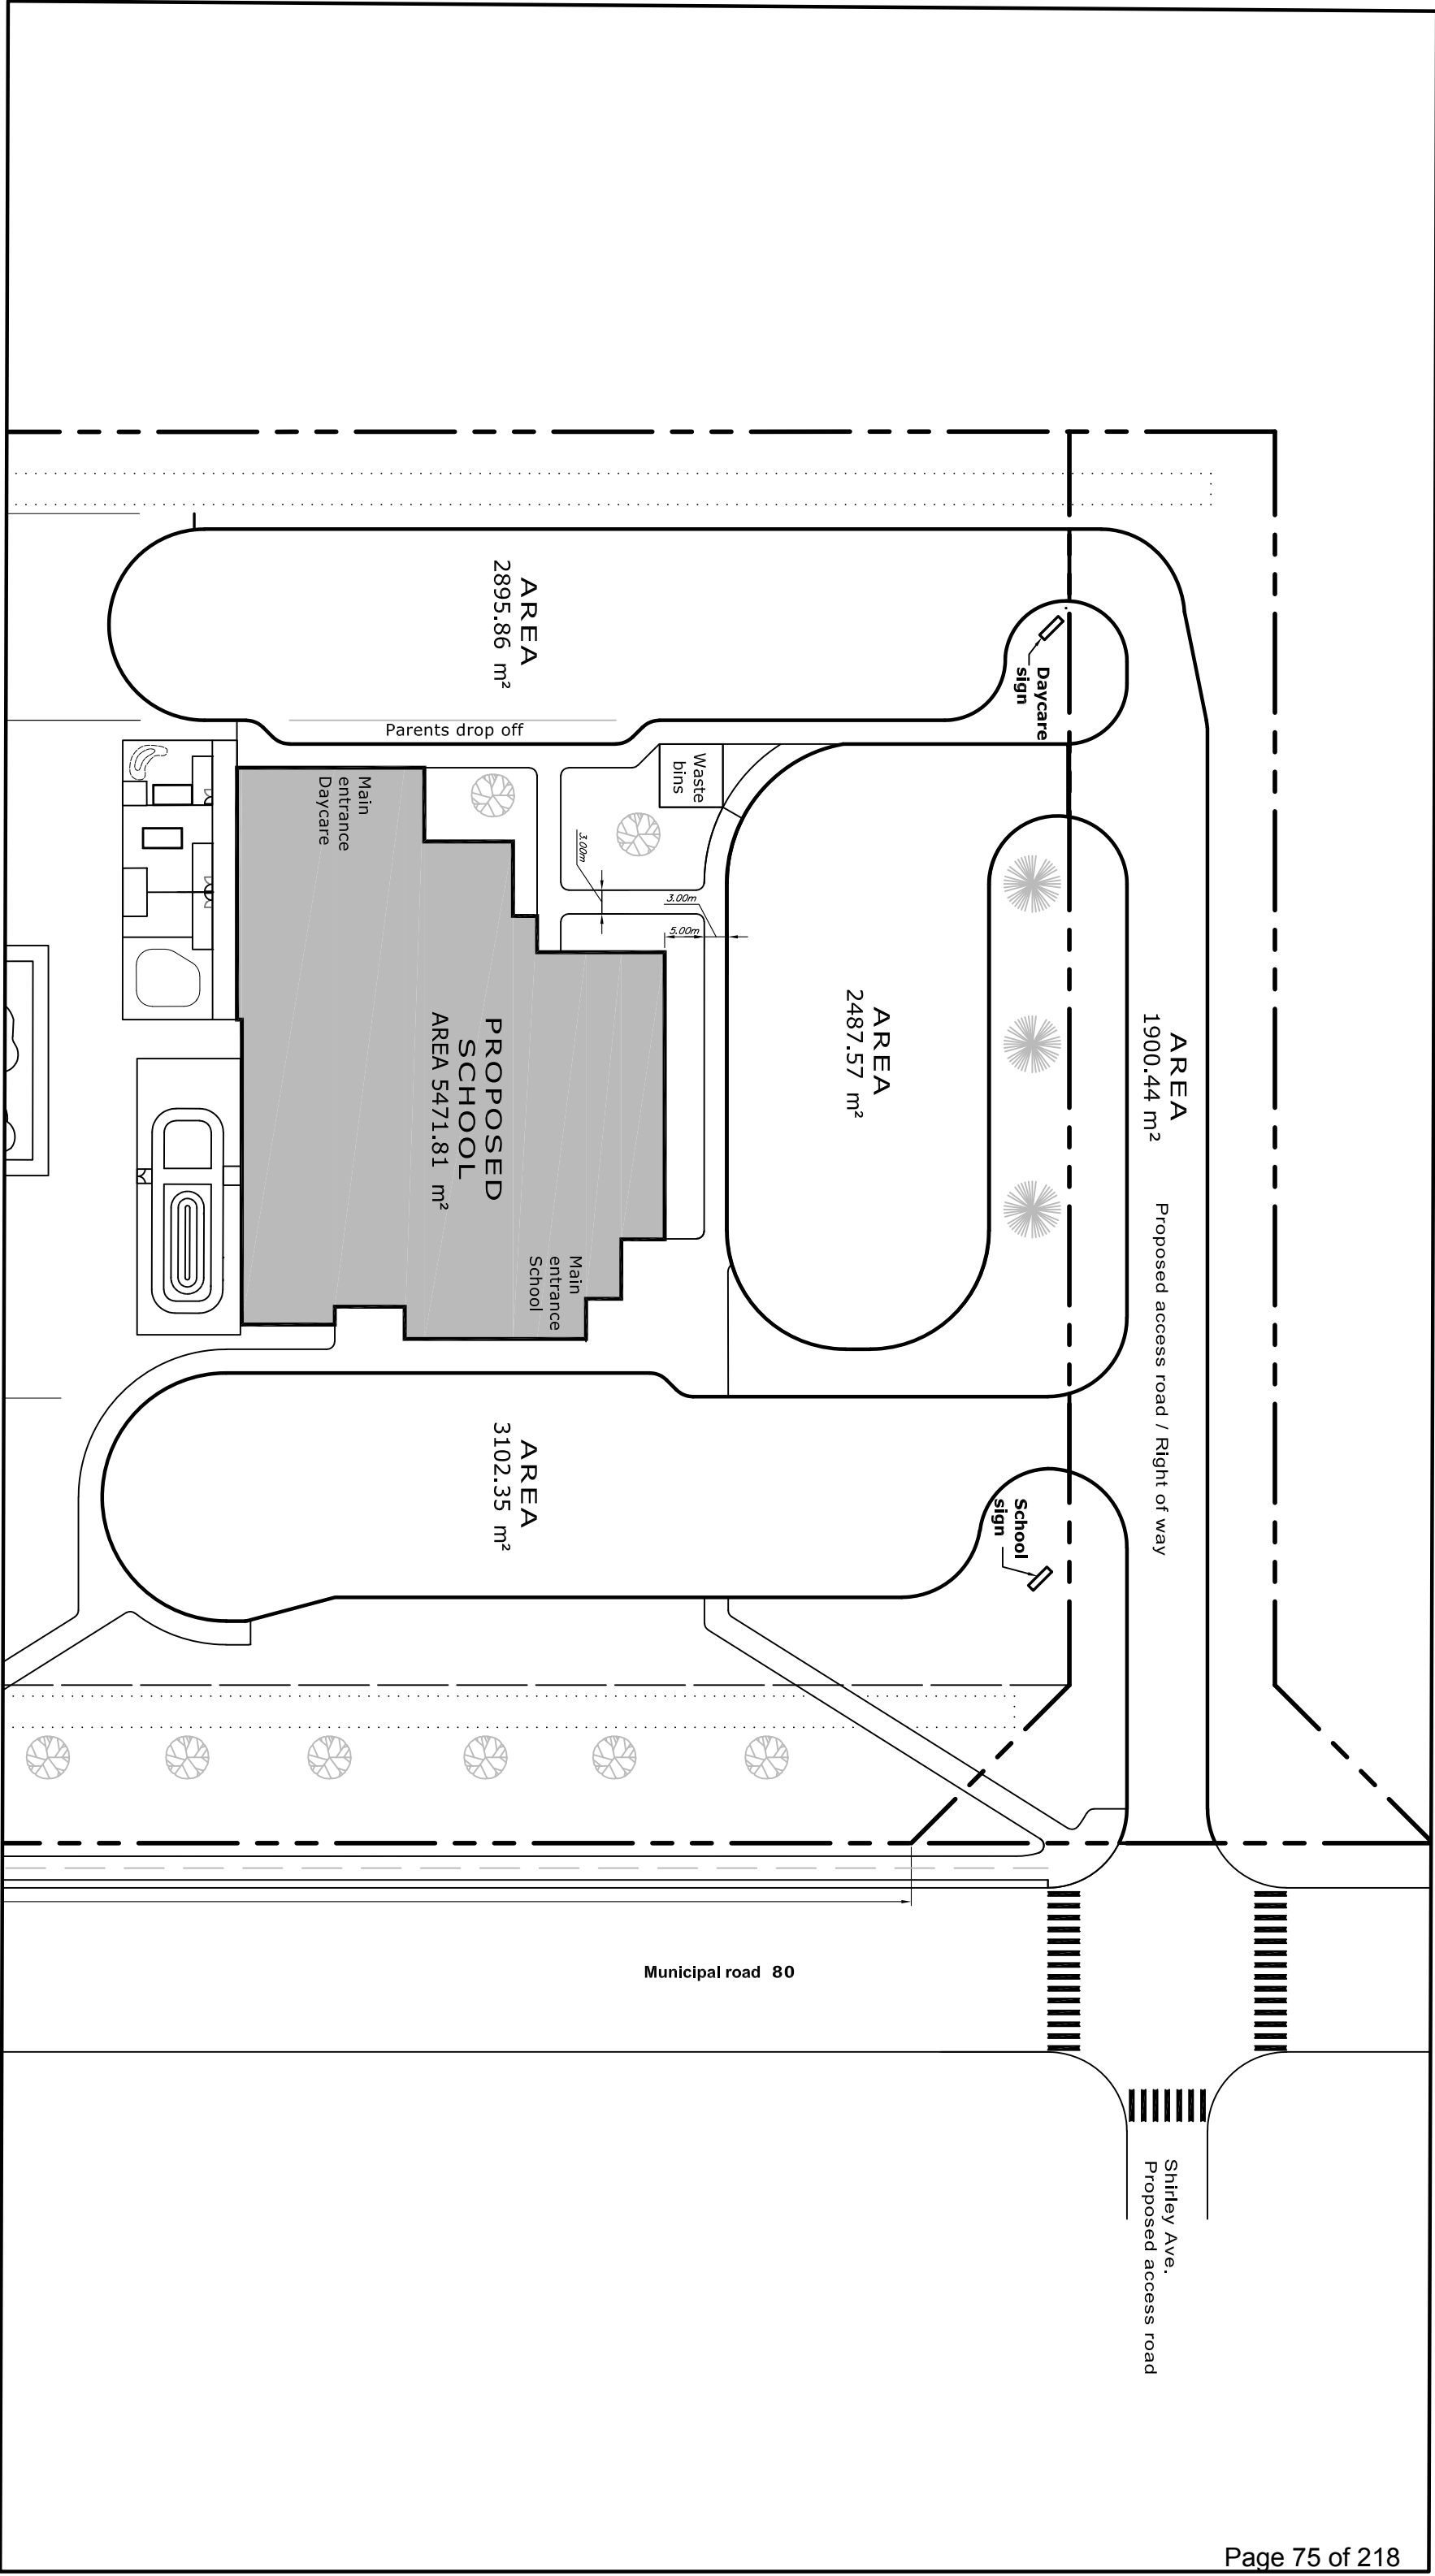 AREA
2895.86 m²
Daycare
sign
Parents drop off
Waste
bins
Main
entrance
Daycare
3.00m
3.00m
5.00m
AREA
2487.57 m²
AREA
1900.44 m²
PROPOSED
SCHOOL
AREA 5471.81 m²
Proposed access road / Right of way
Main
entrance
School
AREA
3102.35 m²
School
sign
Municipal road 80
Shirley Ave.
Proposed access road
Page 75 of 218